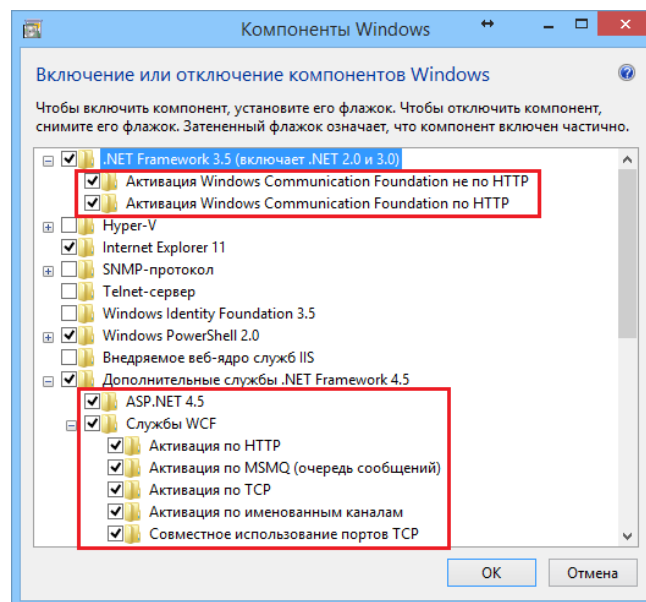 Компоненты Windows
Включение или отключение компонентов Windows
Чтобы включить компонент, установите его флажок. Чтобы отключить компонент,
снимите его флажок. Затененный флажок означает, что компонент включен частично.
.NET Framework 3.5 (включает .NET 2.0 и 3.0)
Активация Windows Communication Foundation не по HTTP
Активация Windows Communication Foundation по HTTP
Hyper-V
Internet Explorer 11
SNMP-протокол
Telnet-сервер
Windows Identity Foundation 3.5
Windows PowerShell 2.0
Внедряемое веб-ядро служб IIS
Дополнительные службы .NET Framework 4.5
ASP.NET 4.5
Службы WCF
Активация по HTTP
Активация по MSMQ (очередь сообщений)
Активация по TCP
Активация по именованным каналам
Совместное использование портов TCP
ОК
Отмена